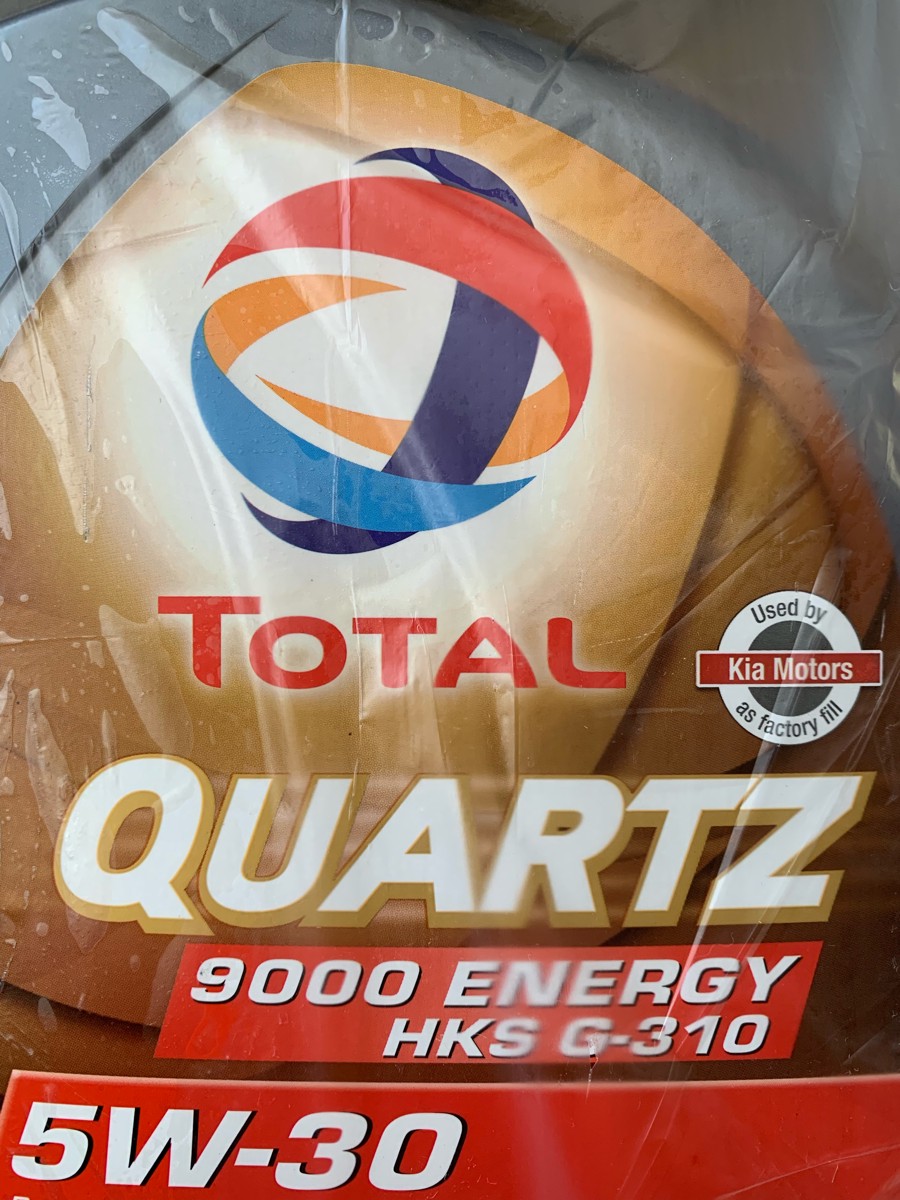 TOTAL
Used by
Kia Motors
as factory fill
QUARTZ
9000 ENERGY
HKS G-310
5W-30